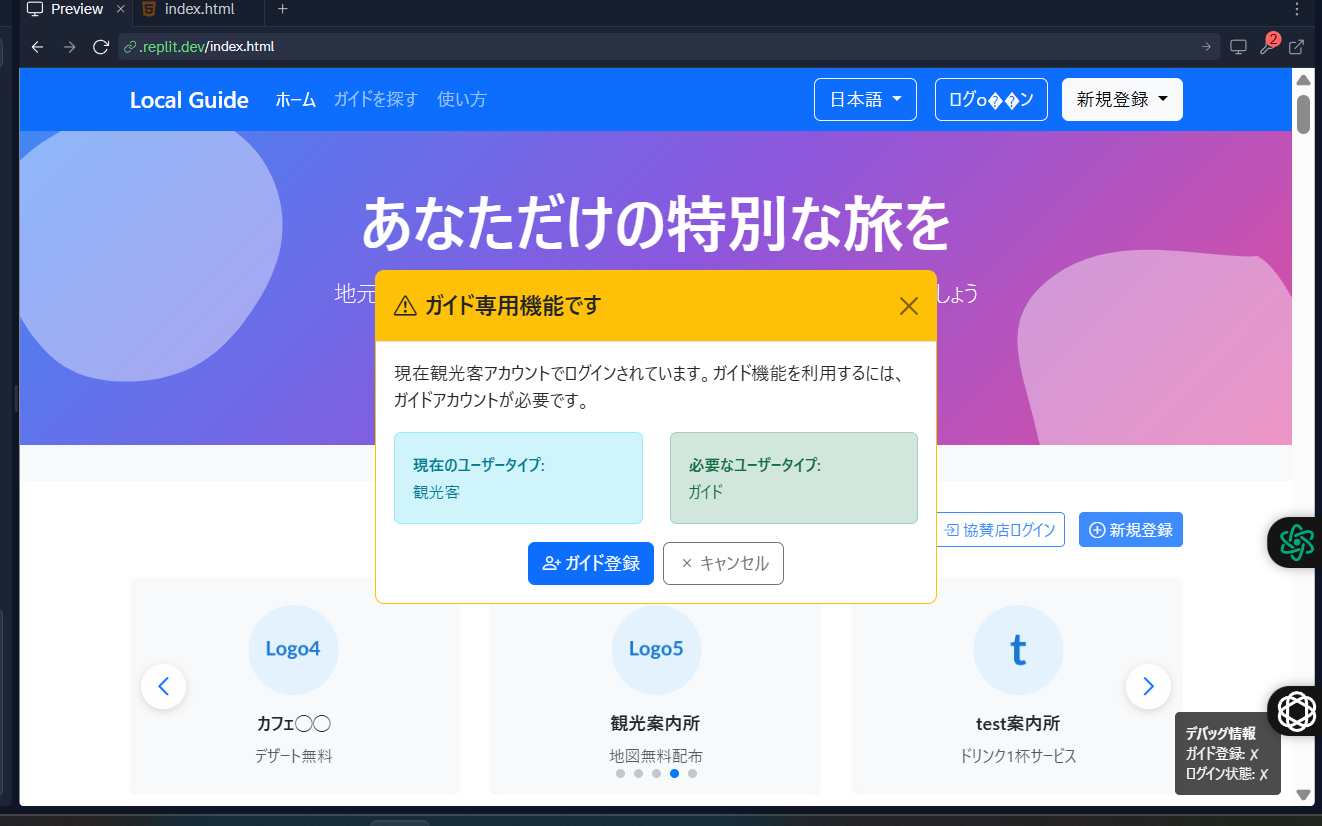 Preview
index.html
.replit.dev/index.html
2
Local Guide ホーム ガイドを探す 使い方 日本語 ログo��ン 新規登録
あなただけの特別な旅を
地元
しょう
ガイド専用機能です
現在観光客アカウントでログインされています。ガイド機能を利用するには、
ガイドアカウントが必要です。
現在のユーザータイプ:
観光客
必要なユーザータイプ:
ガイド
ガイド登録 キャンセル
協賛店ログイン 新規登録
Logo4
カフェ◯◯
デザート無料
Logo5
観光案内所
地図無料配布
t
test案内所
ドリンク1杯サービス
デバッグ情報
ガイド登録: ✗
ログイン状態: ✗